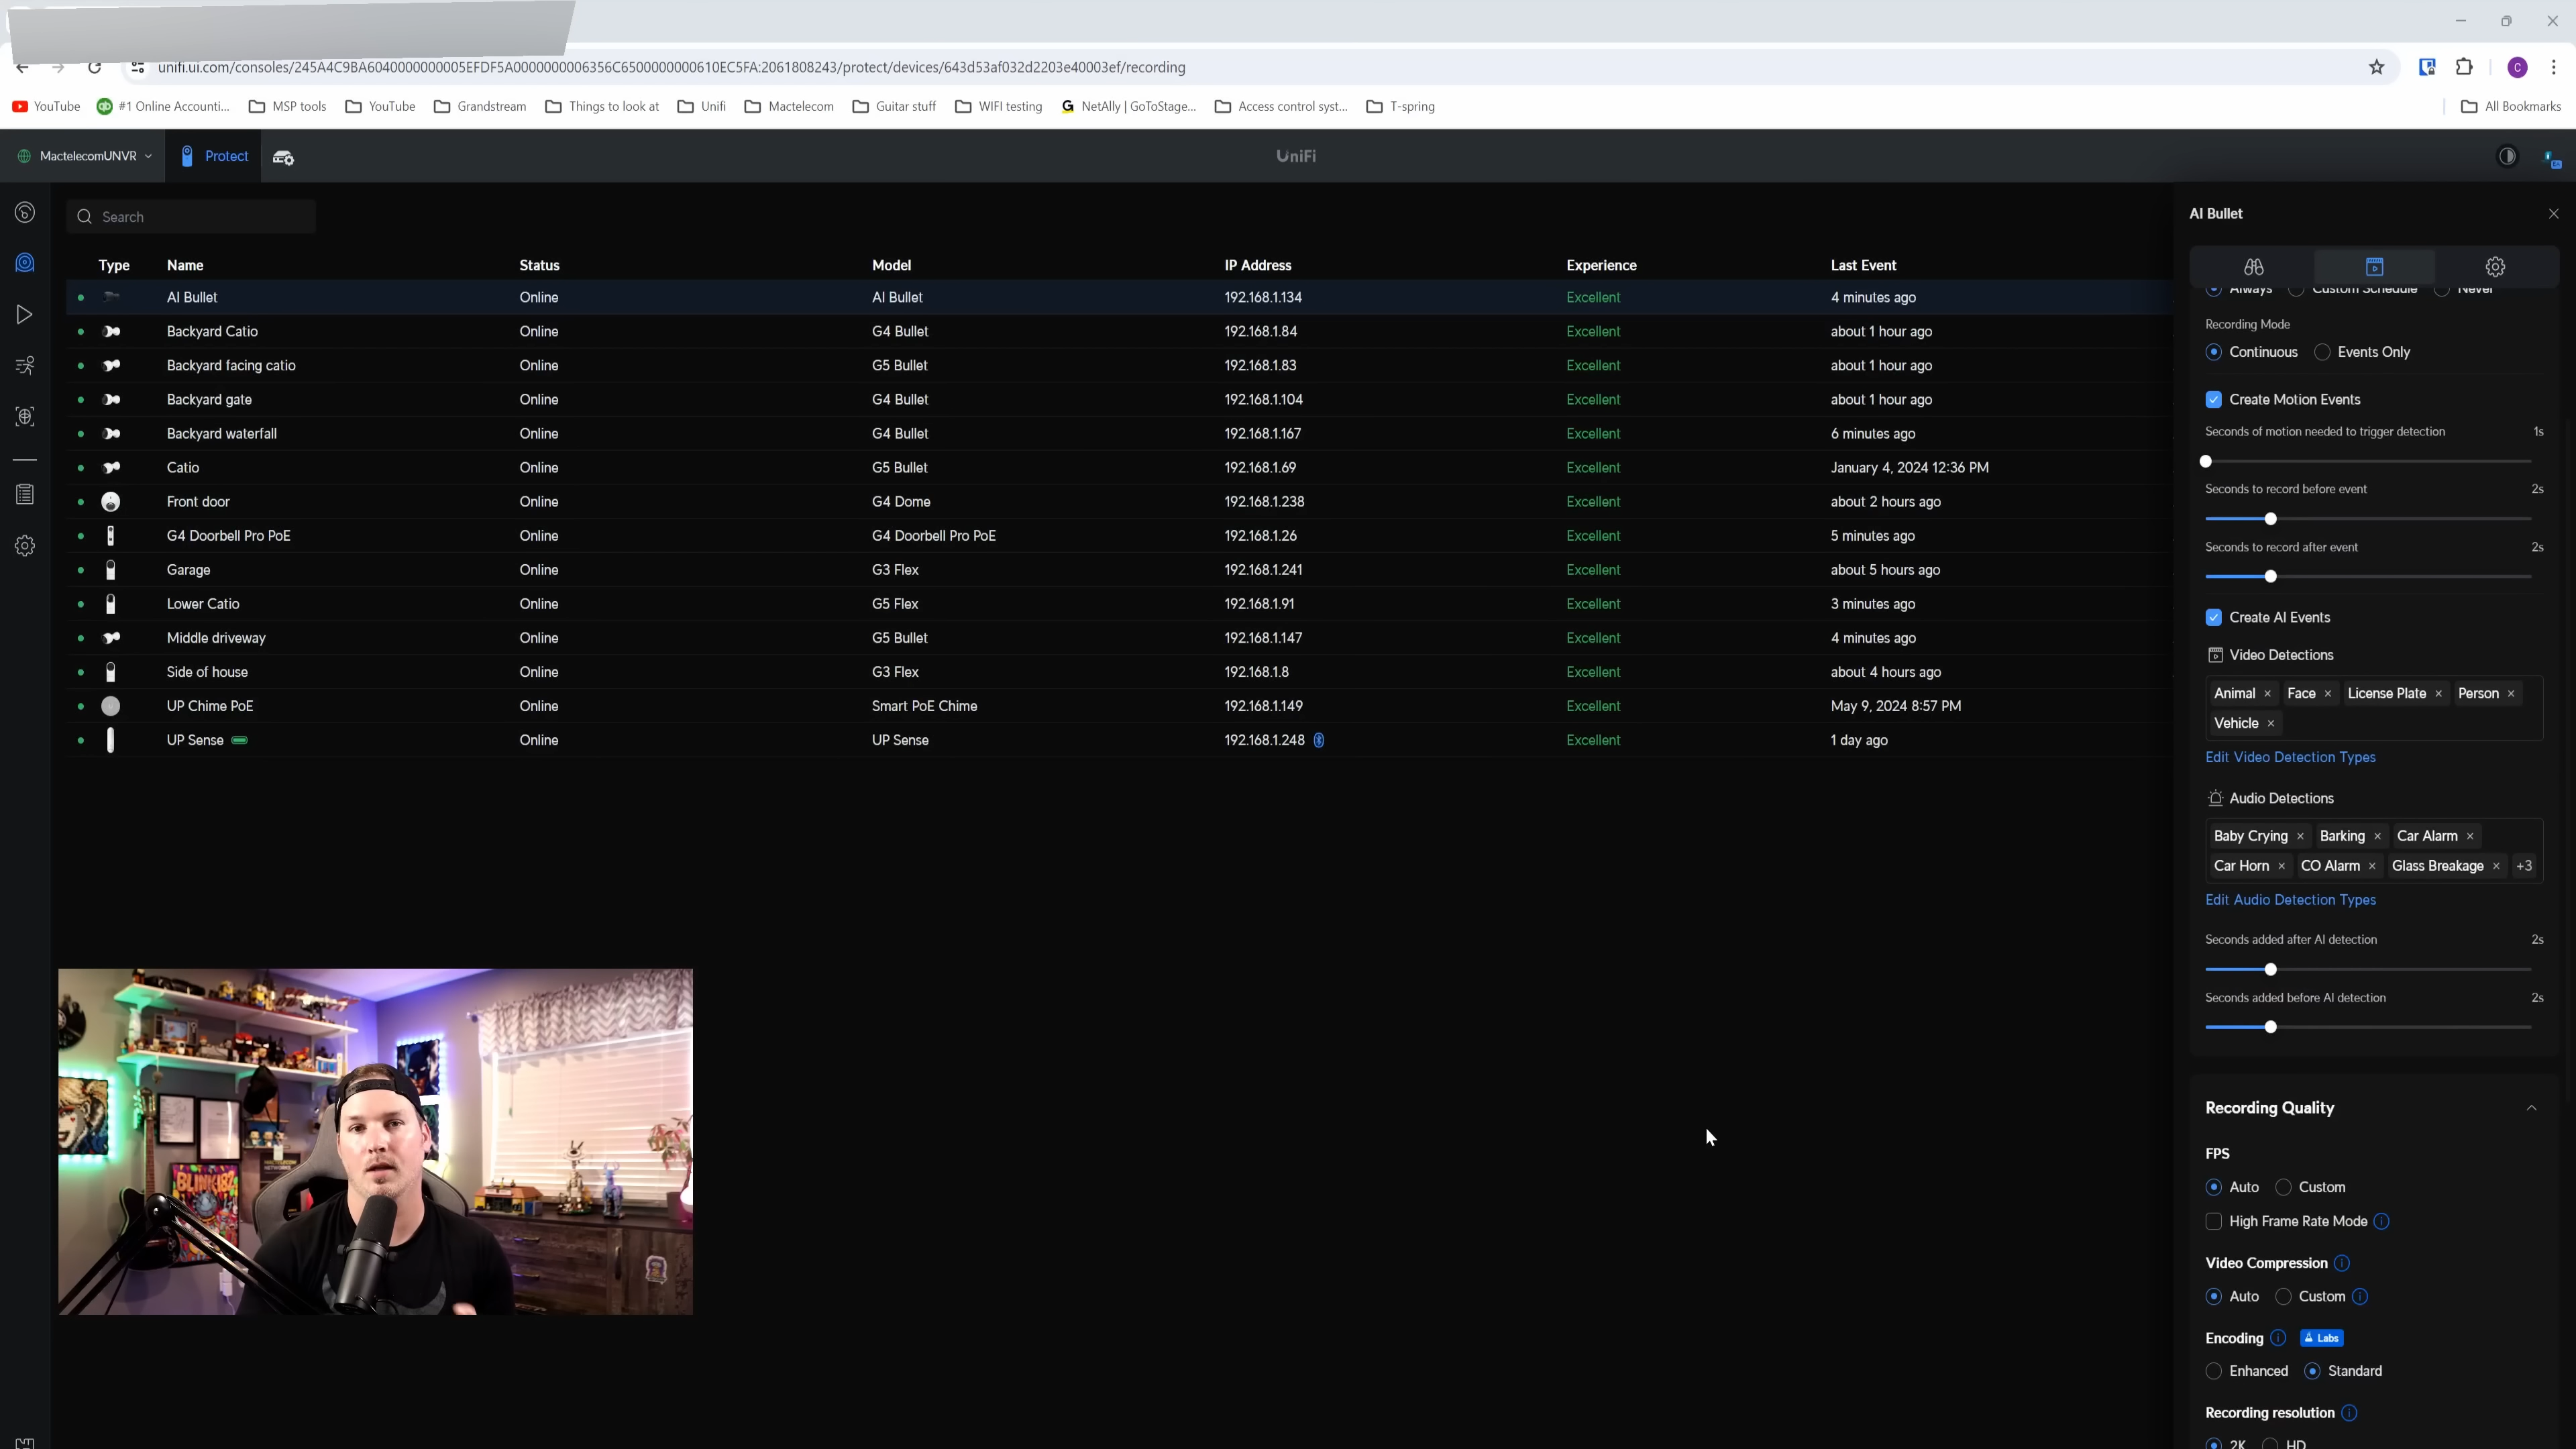 unifi.ui.com/consoles/245A4C9BA6040000000005EFDF5A0000000006356C6500000000610EC5FA:2061808243/protect/devices/643d53af032d2203e40003ef/recording
C
YouTube #1 Online Accounti... MSP tools YouTube Grandstream Things to look at Unifi Mactelecom Guitar stuff WIFI testing NetAlly | GoToStage... Access control syst... T-spring All Bookmarks
MactelecomUNVR Protect UniFi
Search
Type Name Status Model IP Address Experience Last Event
AI Bullet Online AI Bullet 192.168.1.134 Excellent 4 minutes ago
Backyard Catio Online G4 Bullet 192.168.1.84 Excellent about 1 hour ago
Backyard facing catio Online G5 Bullet 192.168.1.83 Excellent about 1 hour ago
Backyard gate Online G4 Bullet 192.168.1.104 Excellent about 1 hour ago
Backyard waterfall Online G4 Bullet 192.168.1.167 Excellent 6 minutes ago
Catio Online G5 Bullet 192.168.1.69 Excellent January 4, 2024 12:36 PM
Front door Online G4 Dome 192.168.1.238 Excellent about 2 hours ago
G4 Doorbell Pro PoE Online G4 Doorbell Pro PoE 192.168.1.26 Excellent 5 minutes ago
Garage Online G3 Flex 192.168.1.241 Excellent about 5 hours ago
Lower Catio Online G5 Flex 192.168.1.91 Excellent 3 minutes ago
Middle driveway Online G5 Bullet 192.168.1.147 Excellent 4 minutes ago
Side of house Online G3 Flex 192.168.1.8 Excellent about 4 hours ago
UP Chime PoE Online Smart PoE Chime 192.168.1.149 Excellent May 9, 2024 8:57 PM
UP Sense Online UP Sense 192.168.1.248 Excellent 1 day ago
BLINK182
AI Bullet
Always Custom Schedule Never
Recording Mode
Continuous Events Only
Create Motion Events
Seconds of motion needed to trigger detection 1s
Seconds to record before event 2s
Seconds to record after event 2s
Create AI Events
Video Detections
Animal Face License Plate Person
Vehicle
Edit Video Detection Types
Audio Detections
Baby Crying Barking Car Alarm
Car Horn CO Alarm Glass Breakage +3
Edit Audio Detection Types
Seconds added after AI detection 2s
Seconds added before AI detection 2s
Recording Quality
FPS
Auto Custom
High Frame Rate Mode
Video Compression
Auto Custom
Encoding Labs
Enhanced Standard
Recording resolution
2K HD